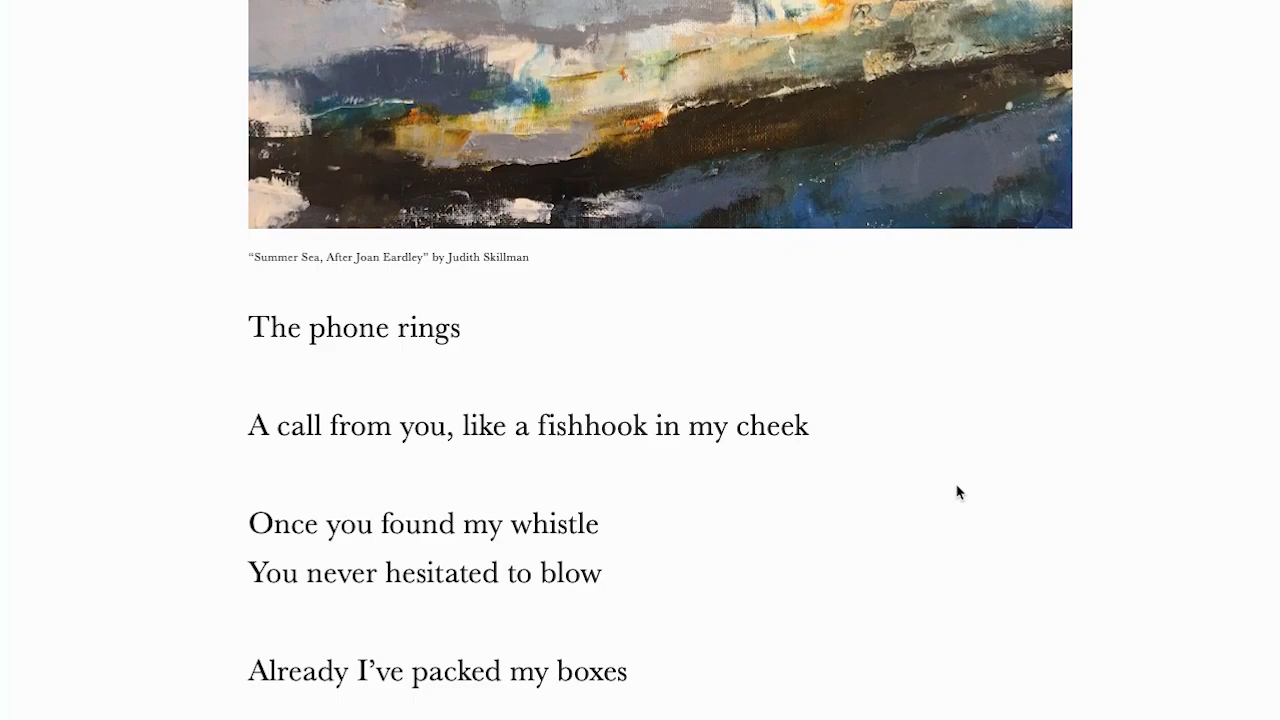 “Summer Sea, After Joan Eardley” by Judith Skillman
The phone rings
A call from you, like a fishhook in my cheek
Once you found my whistle
You never hesitated to blow
Already I’ve packed my boxes